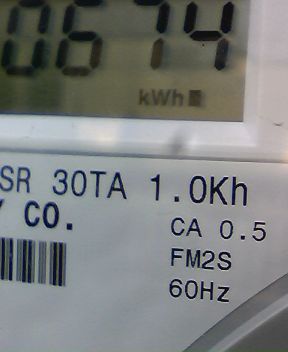 0674
kWh
SR 30TA 1.0Kh
Y CO.
CA 0.5
FM2S
60Hz